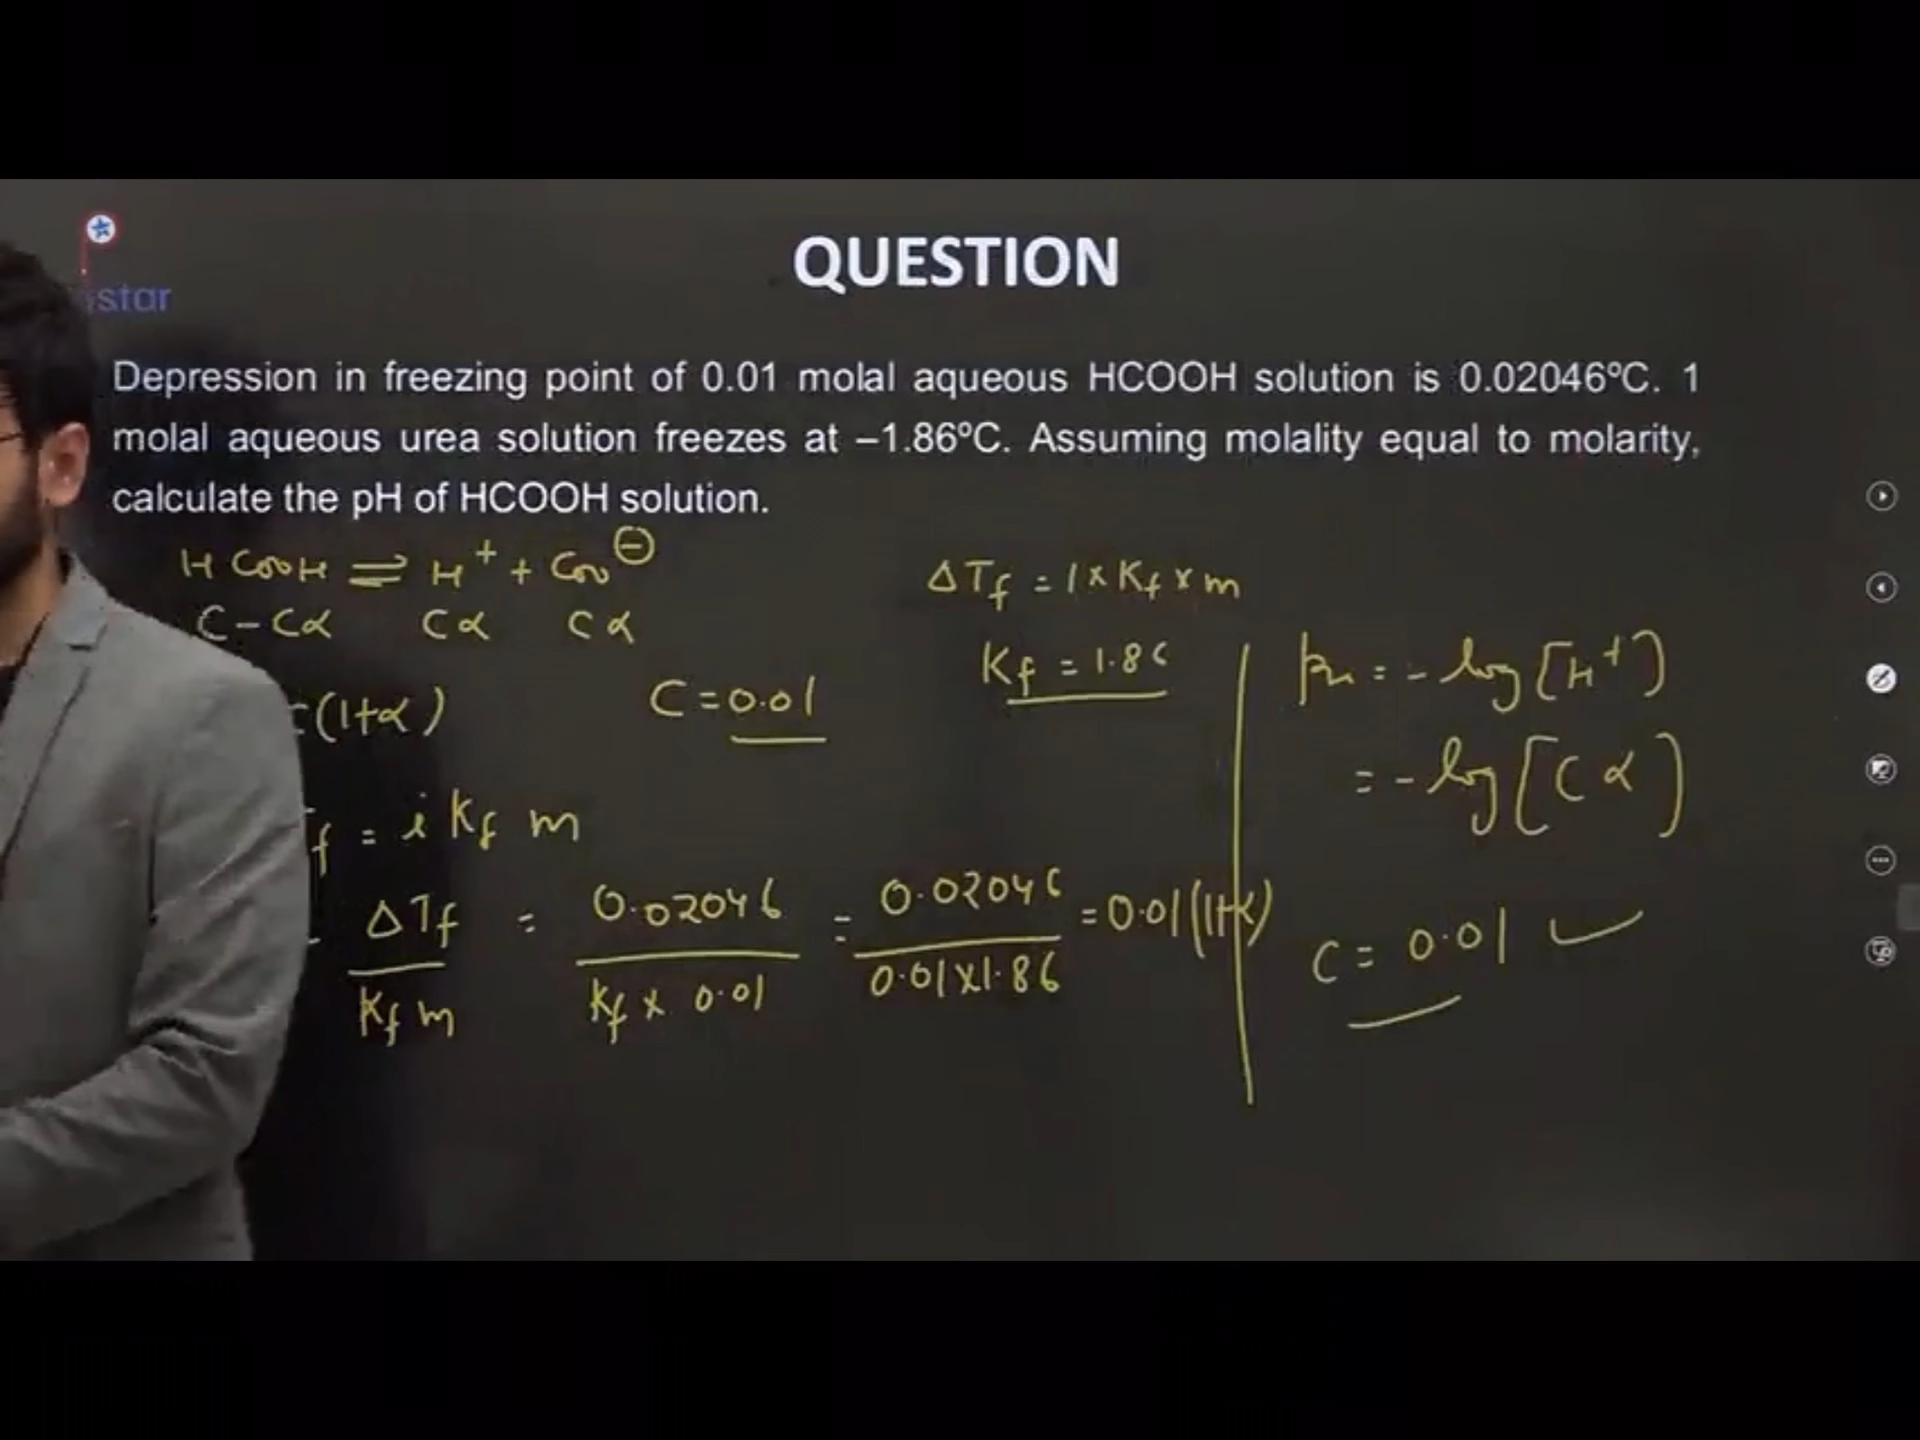 star
QUESTION
Depression in freezing point of 0.01 molal aqueous HCOOH solution is 0.02046ºC. 1
molal aqueous urea solution freezes at –1.86ºC. Assuming molality equal to molarity,
calculate the pH of HCOOH solution.
HCOOH ⇌ H⁺ + COO⊖
C-Cα Cα Cα
(1+α)
C=0.01
ΔTf = 1×Kf×m
Kf = 1.86
f = i Kf m
ΔTf / Kf m = 0.02046 / Kf × 0.01 = 0.02046 / 0.01×1.86 = 0.01(1+α)
pH = -log[H⁺]
= -log[Cα]
C = 0.01